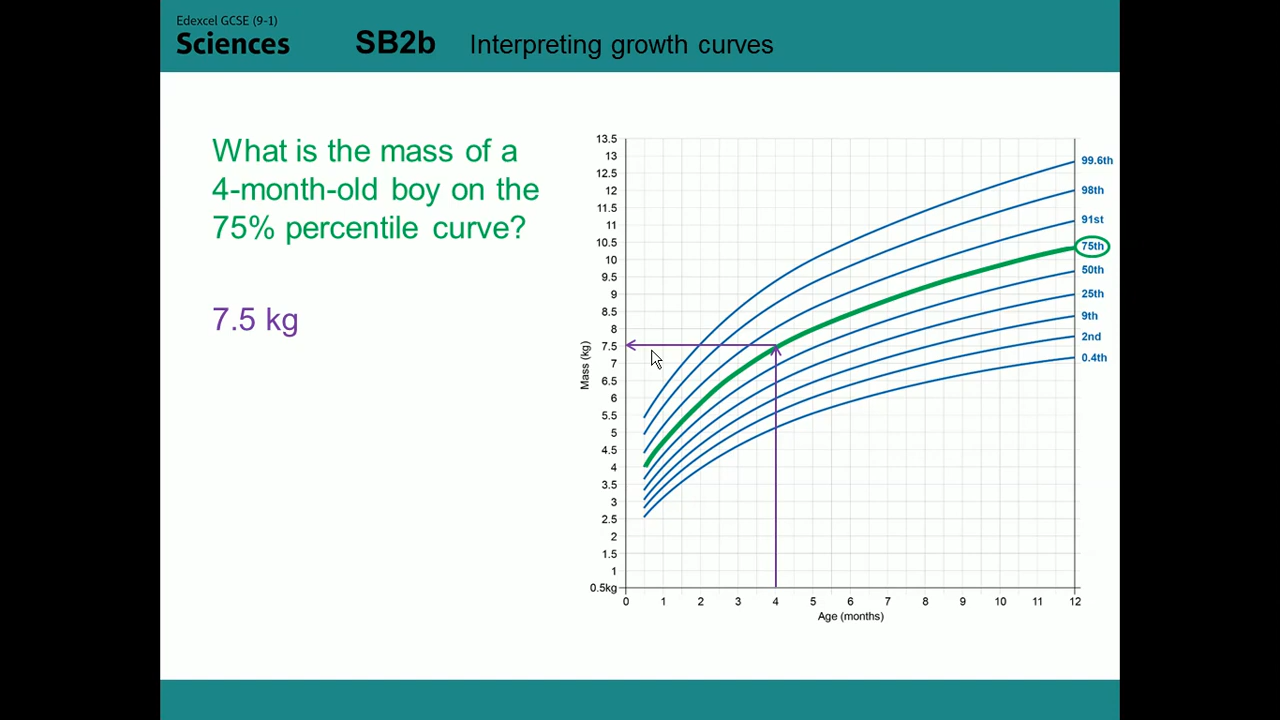 Edexcel GCSE (9-1)
Sciences
SB2b
Interpreting growth curves
What is the mass of a
4-month-old boy on the
75% percentile curve?
7.5 kg
13.5
13
12.5
12
11.5
11
10.5
10
9.5
9
8.5
8
7.5
7
6.5
6
5.5
5
4.5
4
3.5
3
2.5
2
1.5
1
0.5kg
Mass (kg)
99.6th
98th
91st
75th
50th
25th
9th
2nd
0.4th
0 1 2 3 4 5 6 7 8 9 10 11 12
Age (months)